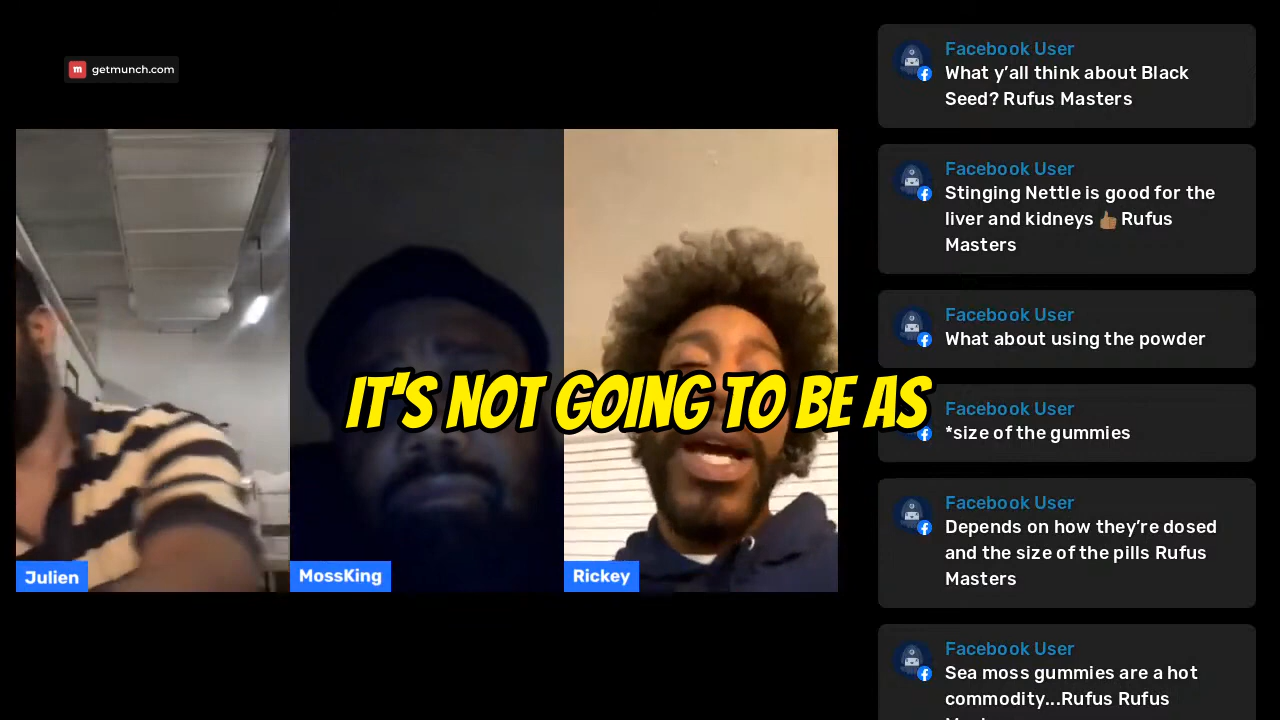 getmunch.com
Julien
MossKing
Rickey
IT'S NOT GOING TO BE AS
Facebook User
What y’all think about Black
Seed? Rufus Masters
Facebook User
Stinging Nettle is good for the
liver and kidneys 👍🏽 Rufus
Masters
Facebook User
What about using the powder
Facebook User
*size of the gummies
Facebook User
Depends on how they’re dosed
and the size of the pills Rufus
Masters
Facebook User
Sea moss gummies are a hot
commodity...Rufus Rufus